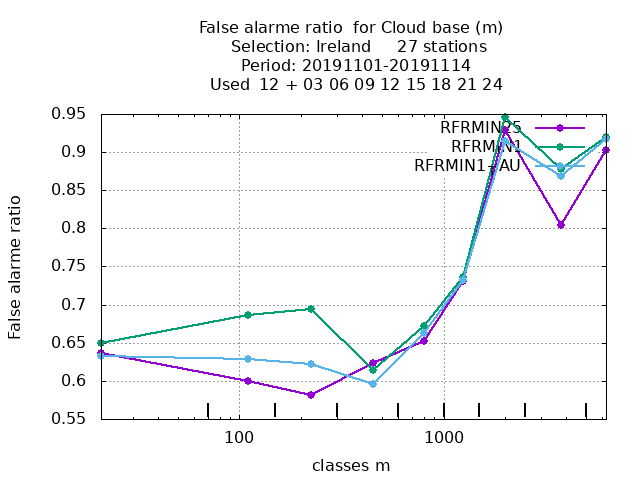 False alarme ratio  for Cloud base (m)
Selection: Ireland     27 stations
Period: 20191101-20191114
Used  12 + 03 06 09 12 15 18 21 24
0.95
0.9
0.85
0.8
0.75
0.7
0.65
0.6
0.55
False alarme ratio
RFRMIN25
RFRMIN1
RFRMIN1+AU
100
1000
classes m